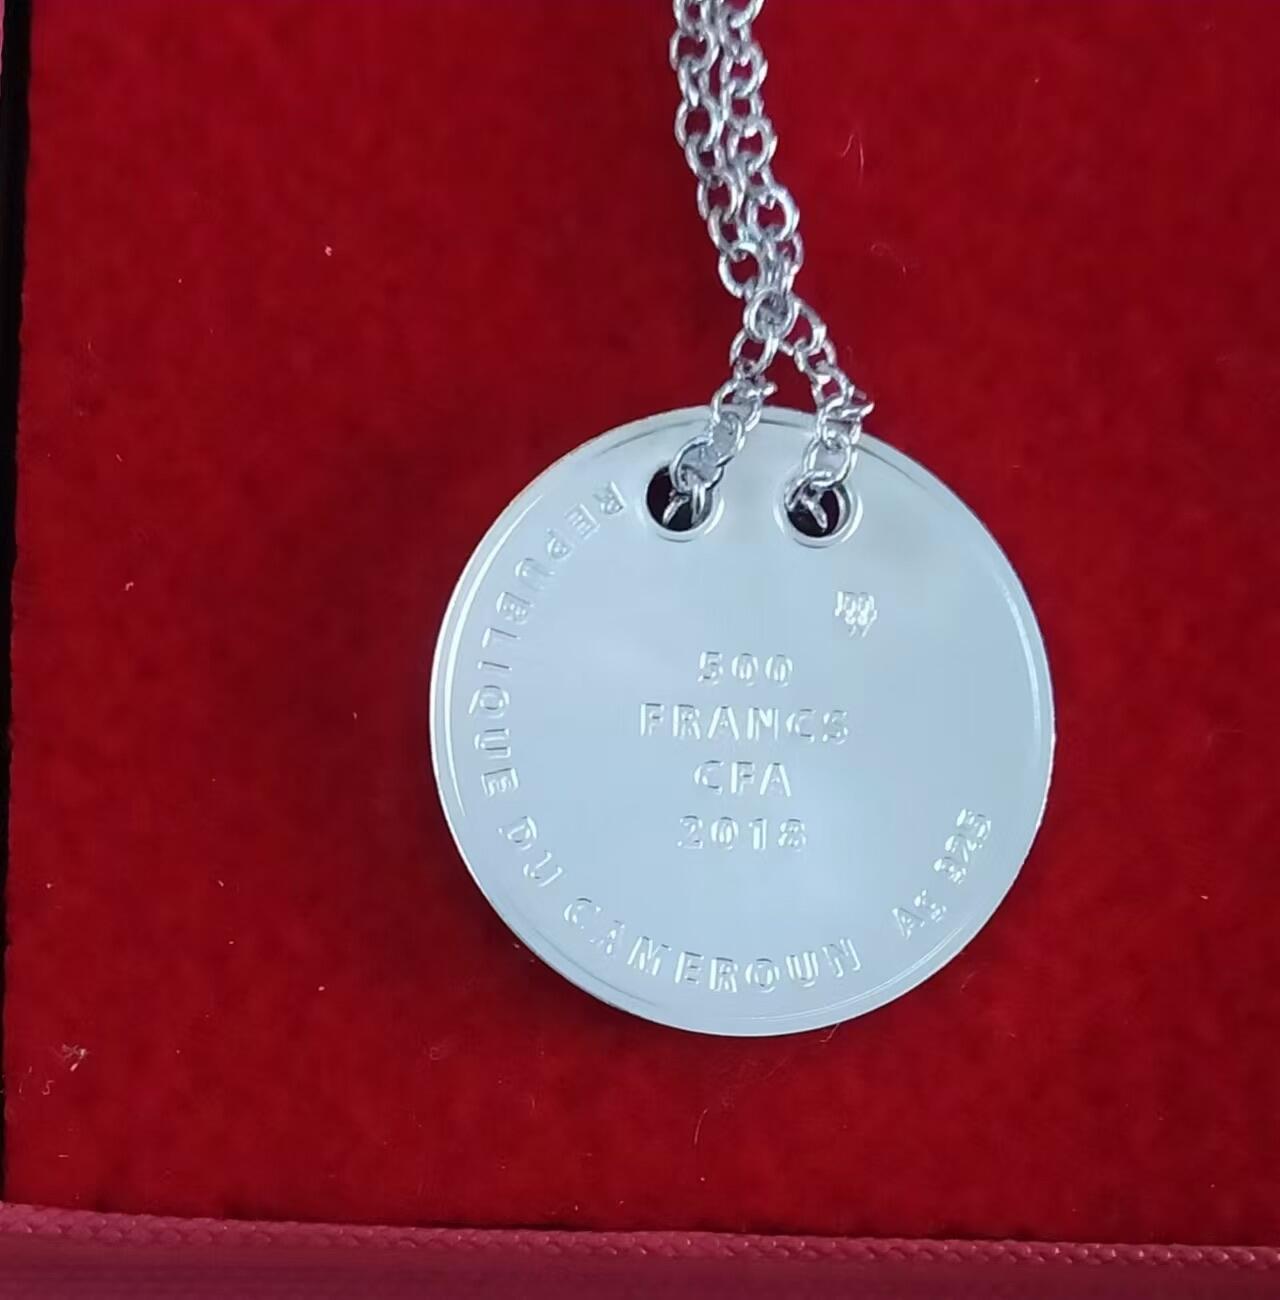 500
FRANCS
CFA
2018
REPUBLIQUE DU CAMEROUN
Ag 925